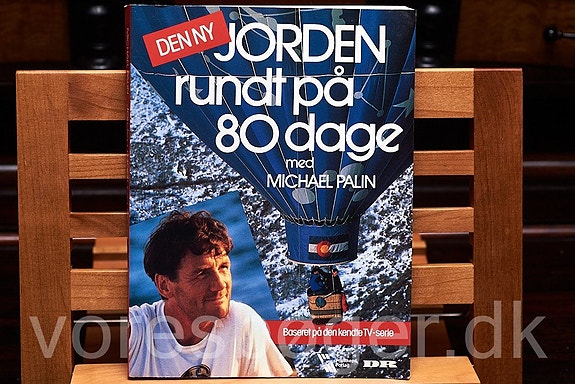 DEN NY
JORDEN
rundt på
80 dage
med
MICHAEL PALIN
Baseret på den kendte TV-serie
Forlag
DR
voresbøger.dk